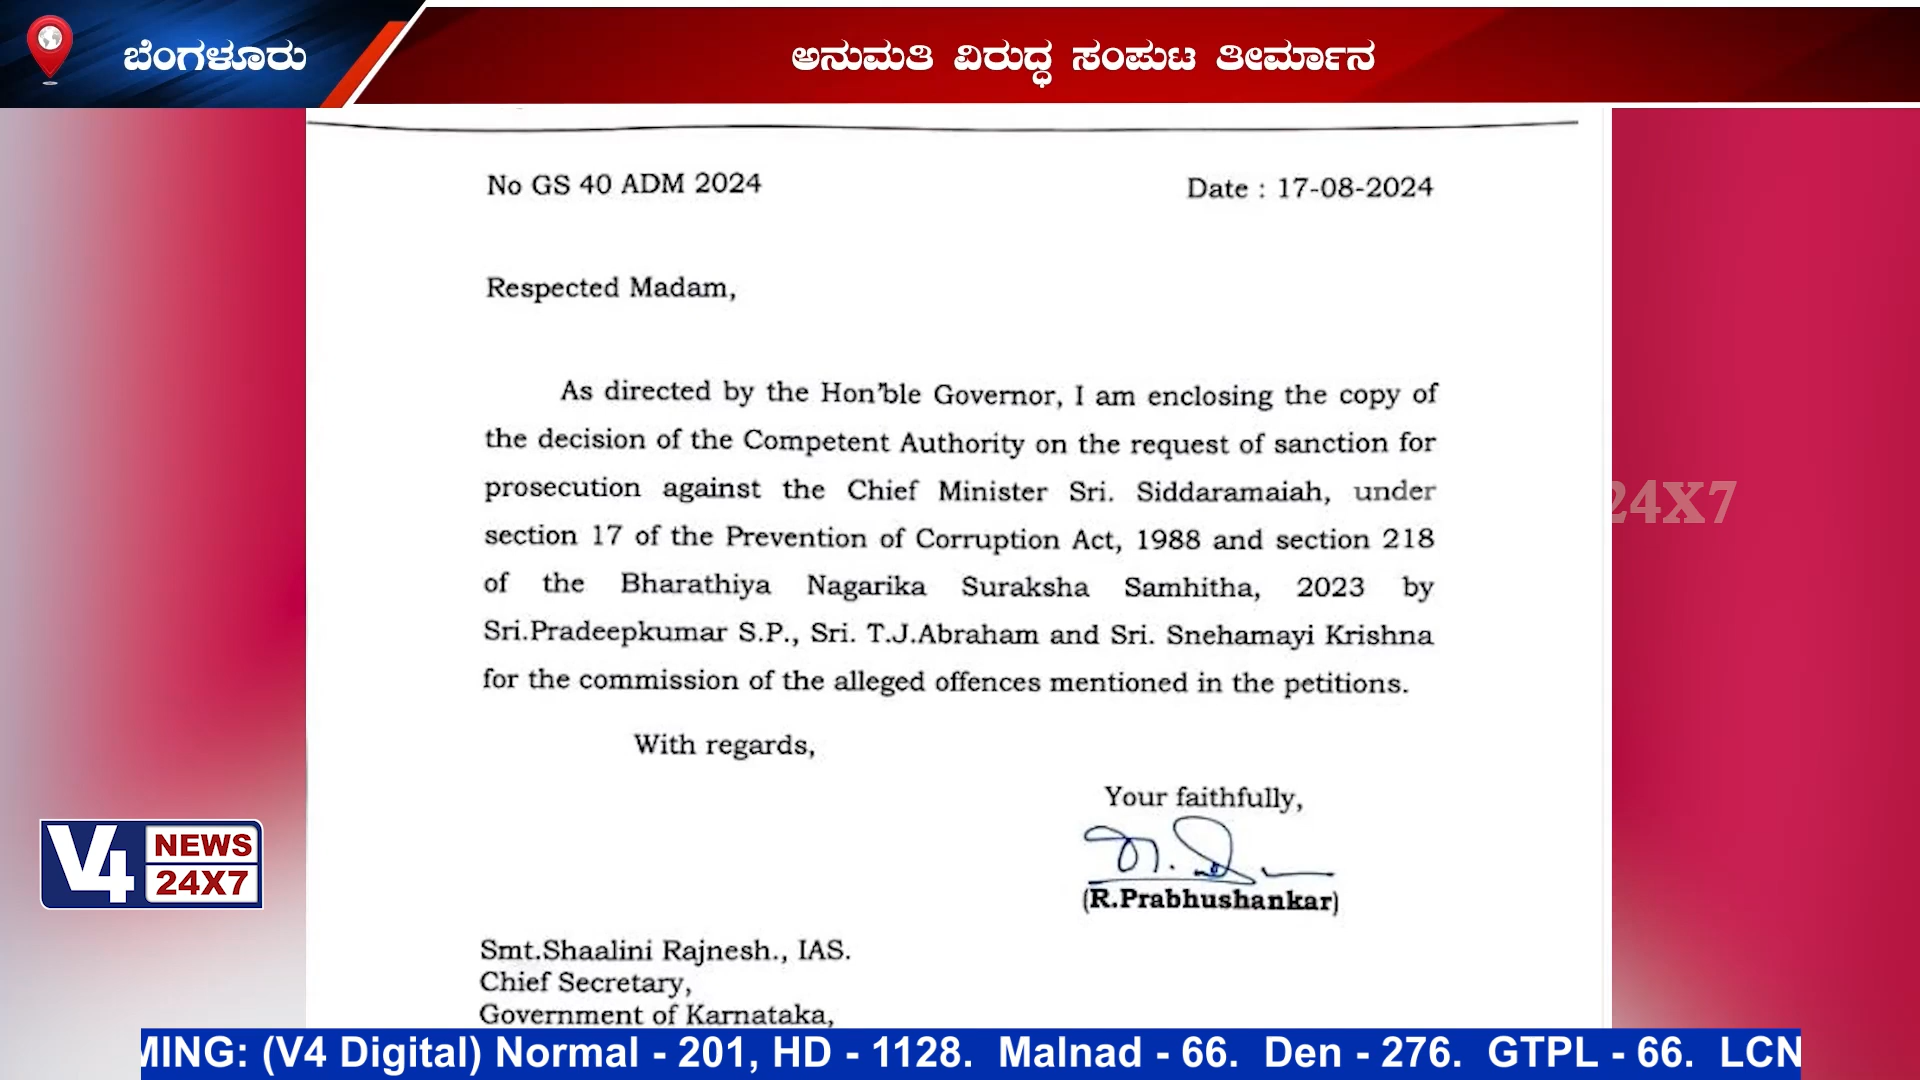 ಬೆಂಗಳೂರು
ಅನುಮತಿ ವಿರುದ್ಧ ಸಂಪುಟ ತೀರ್ಮಾನ
No GS 40 ADM 2024
Date : 17-08-2024
Respected Madam,
As directed by the Hon'ble Governor, I am enclosing the copy of
the decision of the Competent Authority on the request of sanction for
prosecution against the Chief Minister Sri. Siddaramaiah, under
section 17 of the Prevention of Corruption Act, 1988 and section 218
of the Bharathiya Nagarika Suraksha Samhitha, 2023 by
Sri.Pradeepkumar S.P., Sri. T.J.Abraham and Sri. Snehamayi Krishna
for the commission of the alleged offences mentioned in the petitions.
With regards,
Your faithfully,
(R.Prabhushankar)
Smt.Shaalini Rajnesh., IAS.
Chief Secretary,
Government of Karnataka,
24X7
V4 NEWS
24X7
MING: (V4 Digital) Normal - 201, HD - 1128. Malnad - 66. Den - 276. GTPL - 66. LCN